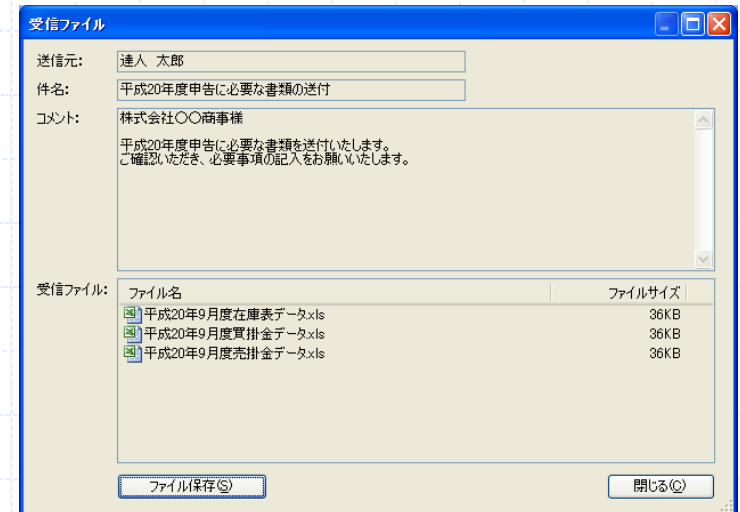 受信ファイル
送信元: 達人 太郎
件名: 平成20年度申告に必要な書類の送付
コメント: 株式会社〇〇商事様
平成20年度申告に必要な書類を送付いたします。
ご確認いただき、必要事項の記入をお願いいたします。
受信ファイル: ファイル名 ファイルサイズ
平成20年9月度在庫表データ.xls 36KB
平成20年9月度買掛金データ.xls 36KB
平成20年9月度売掛金データ.xls 36KB
ファイル保存(S) 閉じる(C)